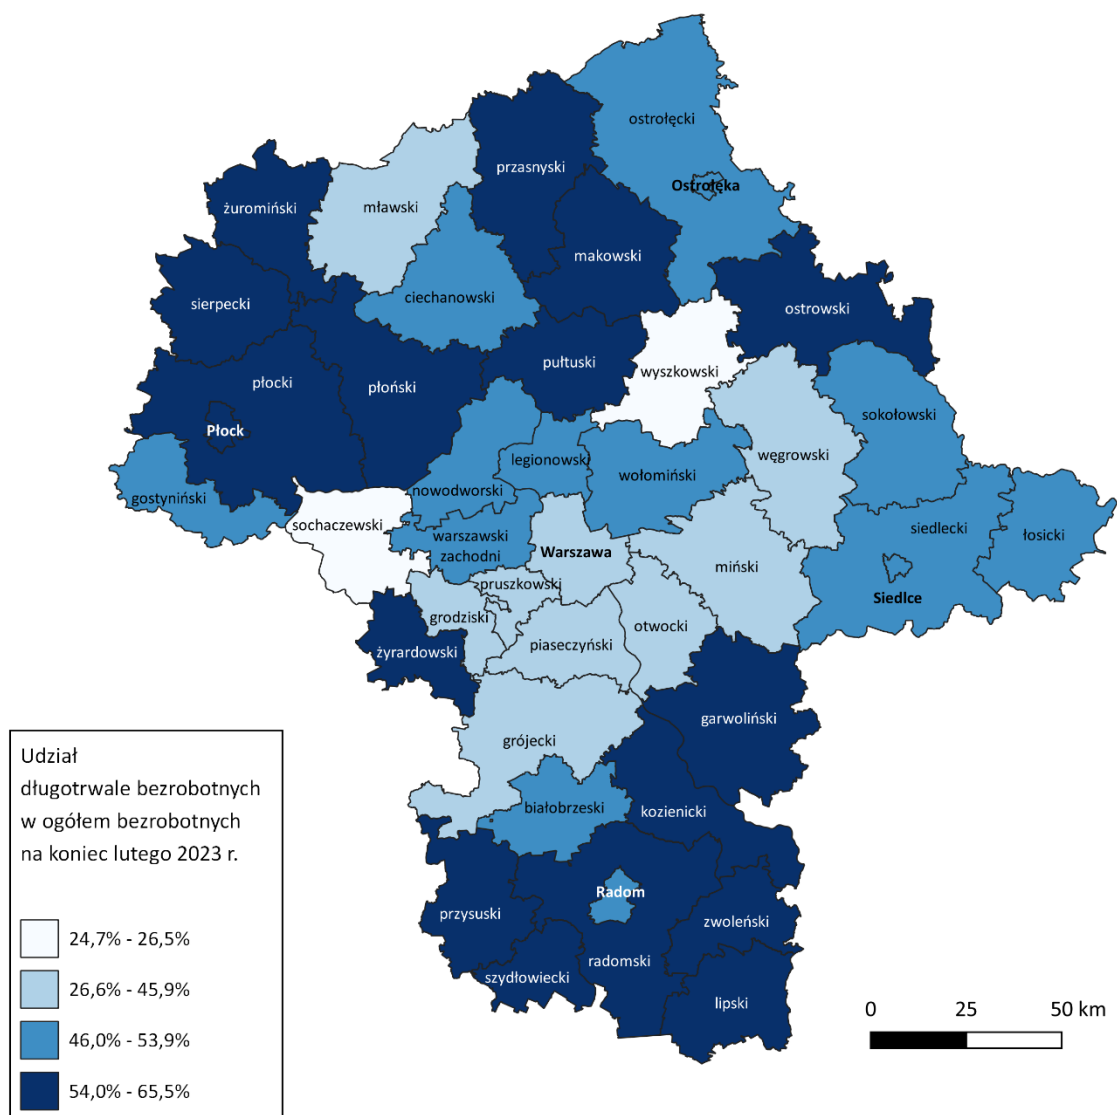 ostrołęcki
przasnyski
Ostrołęka
mławski
żuromiński
makowski
ciechanowski
sierpecki
ostrowski
pułtuski
wyszkowski
płocki
płoński
sokołowski
Płock
węgrowski
legionowski
wołomiński
nowodworski
gostyniński
sochaczewski
siedlecki
łosicki
warszawski
zachodni
Warszawa
miński
pruszkowski
Siedlce
grodziski
otwocki
piaseczyński
żyrardowski
garwoliński
grójecki
białobrzeski
kozienicki
Radom
przysuski
zwoleński
radomski
szydłowiecki
lipski
Udział
długotrwale bezrobotnych
w ogółem bezrobotnych
na koniec lutego 2023 r.
24,7% - 26,5%
26,6% - 45,9%
46,0% - 53,9%
54,0% - 65,5%
0 25 50 km